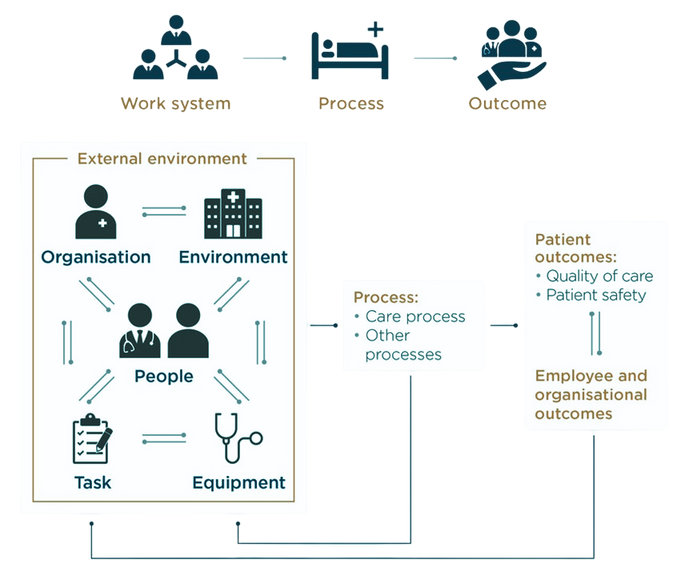 Work system
Process
Outcome
External environment
Organisation
Environment
People
Task
Equipment
Process:
• Care process
• Other
processes
Patient
outcomes:
• Quality of care
• Patient safety
Employee and
organisational
outcomes